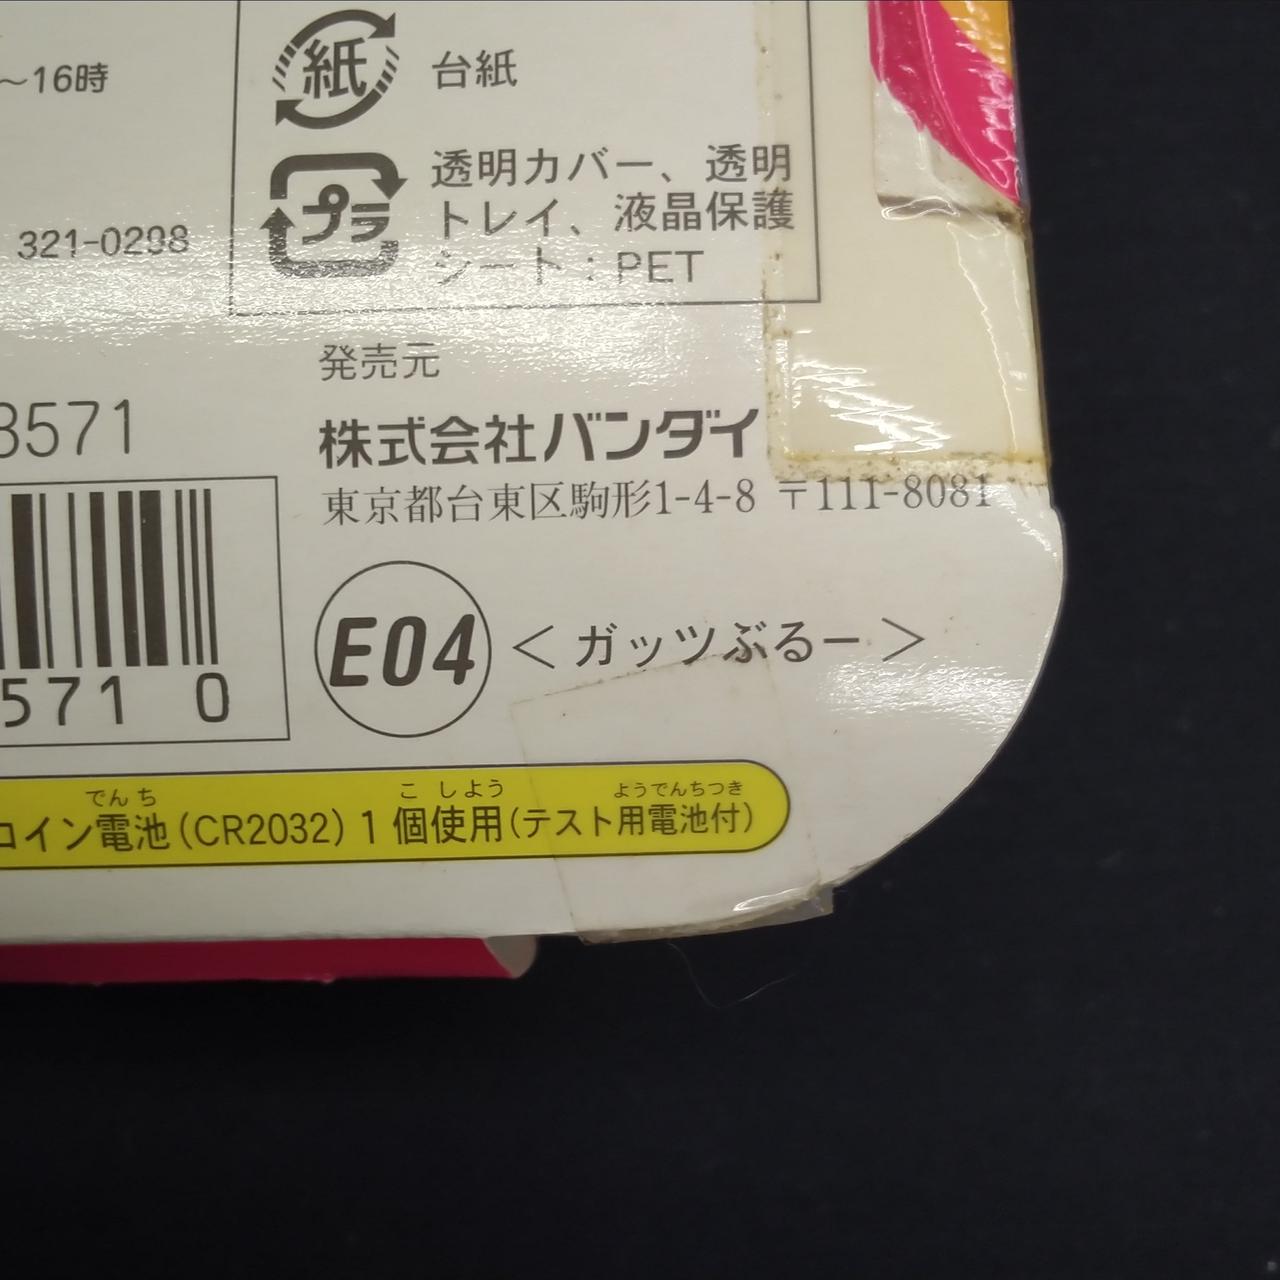 ～16時
紙
台紙
プラ
透明カバー、透明
トレイ、液晶保護
シート：PET
321-0298
発売元
株式会社バンダイ
東京都台東区駒形1-4-8 〒111-8081
3571
571 0
E04
＜ ガッツぶるー ＞
でんち こしよう ようでんちつき
コイン電池(CR2032)1個使用(テスト用電池付)